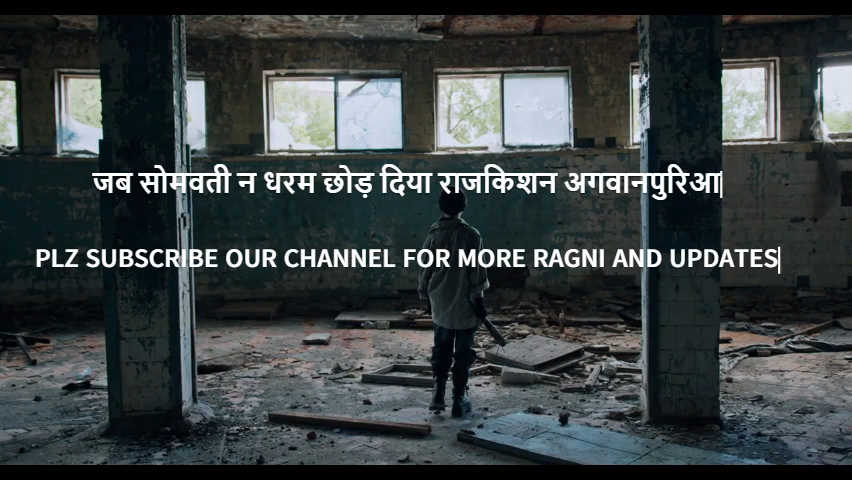 जब सोमवती न धरम छोड़ दिया राजकिशन अगवानपुरिआ
PLZ SUBSCRIBE OUR CHANNEL FOR MORE RAGNI AND UPDATES